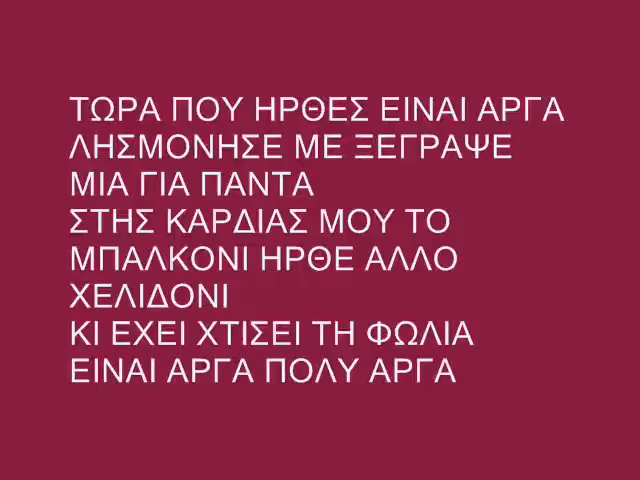 ΤΩΡΑ ΠΟΥ ΗΡΘΕΣ ΕΙΝΑΙ ΑΡΓΑ
ΛΗΣΜΟΝΗΣΕ ΜΕ ΞΕΓΡΑΨΕ
ΜΙΑ ΓΙΑ ΠΑΝΤΑ
ΣΤΗΣ ΚΑΡΔΙΑΣ ΜΟΥ ΤΟ
ΜΠΑΛΚΟΝΙ ΗΡΘΕ ΑΛΛΟ
ΧΕΛΙΔΟΝΙ
ΚΙ ΕΧΕΙ ΧΤΙΣΕΙ ΤΗ ΦΩΛΙΑ
ΕΙΝΑΙ ΑΡΓΑ ΠΟΛΥ ΑΡΓΑ